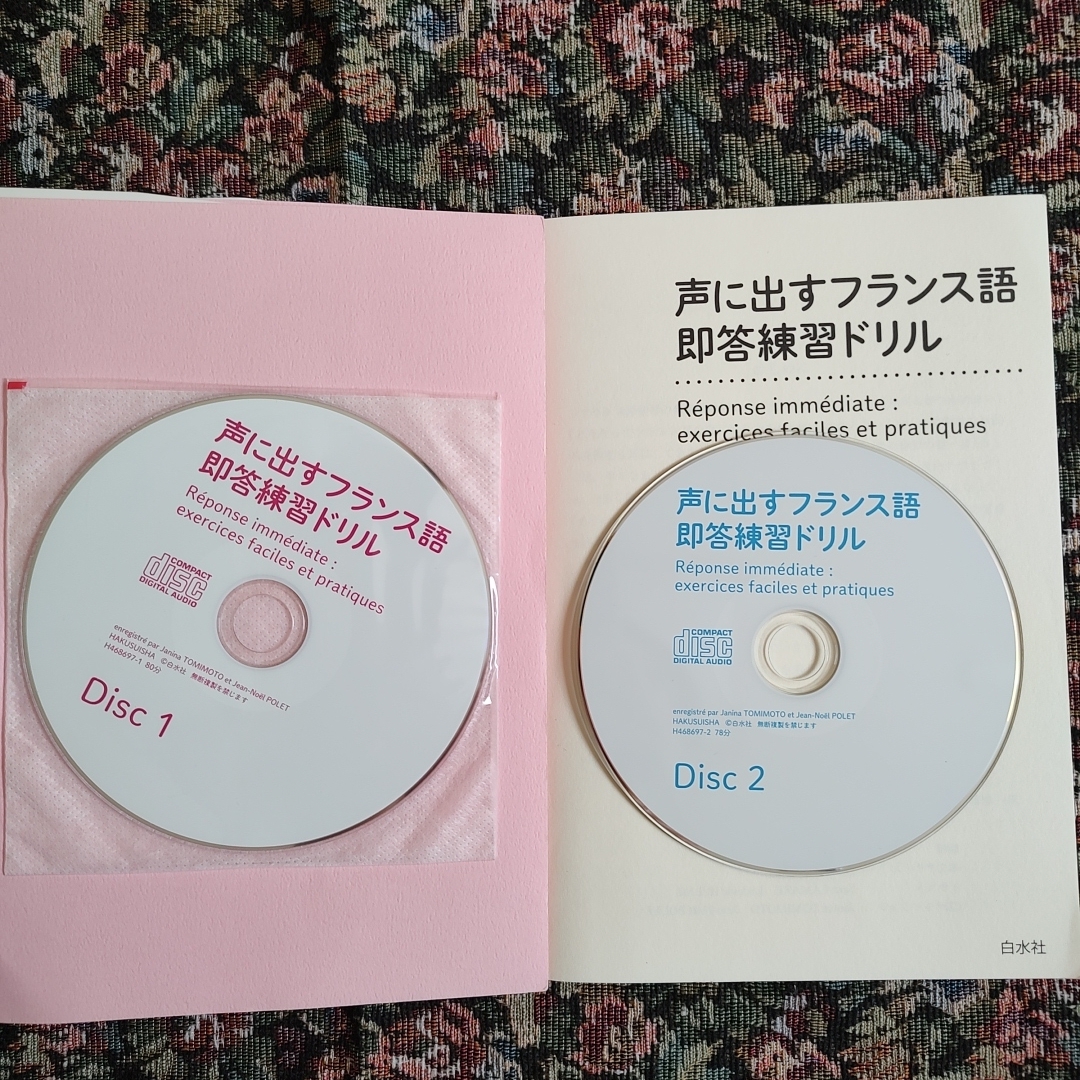 声に出すフランス語
即答練習ドリル
Réponse immédiate :
exercices faciles et pratiques
COMPACT
disc
DIGITAL AUDIO
enregistré par Janina TOMIMOTO et Jean-Noël POLET
HAKUSUISHA ©白水社 無断複製を禁じます
H468697-1 80分
Disc 1
声に出すフランス語
即答練習ドリル
Réponse immédiate :
exercices faciles et pratiques
声に出すフランス語
即答練習ドリル
Réponse immédiate :
exercices faciles et pratiques
COMPACT
disc
DIGITAL AUDIO
enregistré par Janina TOMIMOTO et Jean-Noël POLET
HAKUSUISHA ©白水社 無断複製を禁じます
H468697-2 78分
Disc 2
白水社